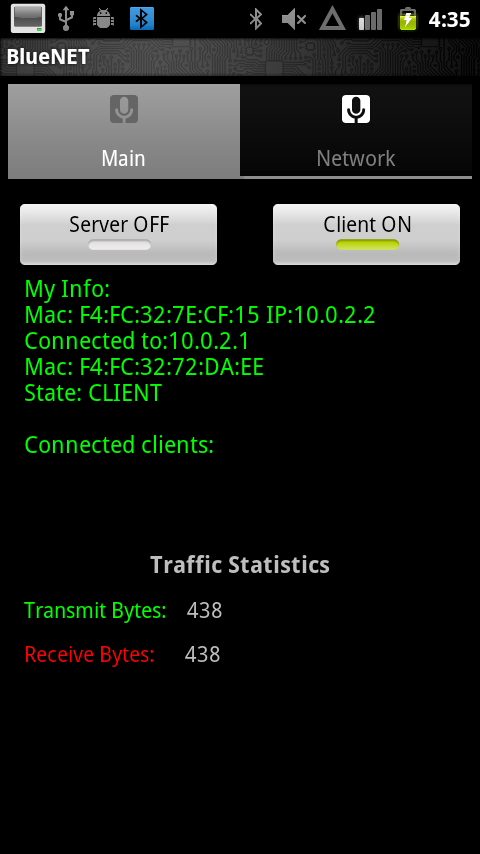 4:35
BlueNET
Main
Network
Server OFF
Client ON
My Info:
Mac: F4:FC:32:7E:CF:15 IP:10.0.2.2
Connected to:10.0.2.1
Mac: F4:FC:32:72:DA:EE
State: CLIENT
Connected clients:
Traffic Statistics
Transmit Bytes: 438
Receive Bytes: 438